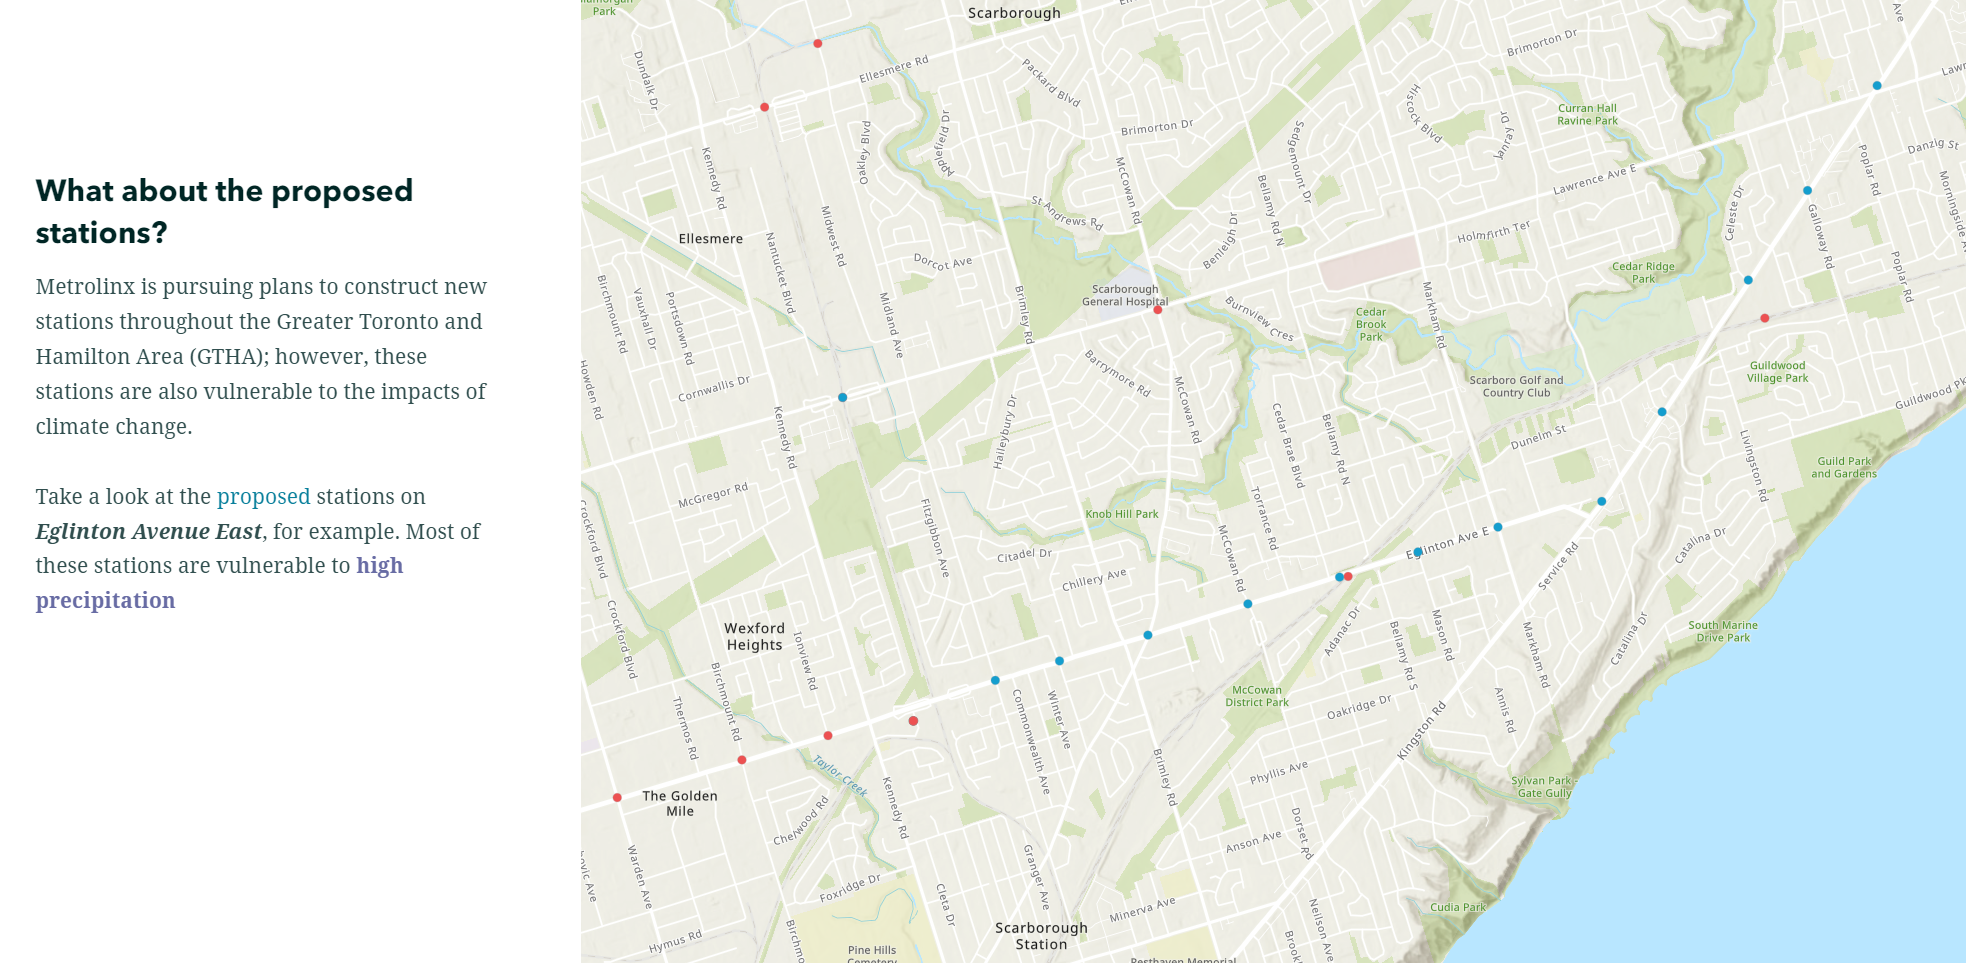 What about the proposed
stations?
Metrolinx is pursuing plans to construct new
stations throughout the Greater Toronto and
Hamilton Area (GTHA); however, these
stations are also vulnerable to the impacts of
climate change.
Take a look at the proposed stations on
Eglinton Avenue East, for example. Most of
these stations are vulnerable to high
precipitation
Park
Scarborough
Ave
Dundalk Dr
Ellesmere Rd
Packard Blvd
Brimorton Dr
Hiscock Blvd
Curran Hall
Ravine Park
Oakley Blvd
Brimorton Dr
Sedgemount Dr
Danzig St
Kennedy Rd
McCowan Rd
Poplar Rd
Lawrence Ave E
Bellamy Rd N
Celeste Dr
St Andrews Rd
Midwest Rd
Galloway Rd
Benleigh Dr
Holmfirth Ter
Ellesmere
Nantucket Blvd
Dorcot Ave
Cedar Ridge
Park
Poplar Rd
Birchmount Rd
Vauxhall Dr
Portsdown Rd
Midland Ave
Brimley Rd
Scarborough
General Hospital
Burnview Cres
Cedar
Brook
Park
Markham Rd
Guildwood
Village Park
Barrymore Rd
Scarboro Golf and
Country Club
Howden Rd
Cornwallis Dr
McCowan Rd
Kennedy Rd
Haileybury Dr
Cedar Brae Blvd
Bellamy Rd N
Dunelm St
Livingston Rd
Guild Park
and Gardens
McGregor Rd
Torrance Rd
Knob Hill Park
Fitzgibbon Ave
Crockford Blvd
McCowan Rd
Citadel Dr
Eglinton Ave E
Catalina Dr
Chillery Ave
Service Rd
Crockford Blvd
Wexford
Heights
Ionview Rd
Adanac Dr
Bellamy Rd S
Mason Rd
Markham Rd
Catalina Dr
South Marine
Drive Park
Birchmount Rd
McCowan
District Park
Thermos Rd
Commonwealth Ave
Winter Ave
Oakridge Dr
Annis Rd
Kingston Rd
Taylor Creek
Brimley Rd
Phyllis Ave
Sylvan Park -
Gate Gully
The Golden
Mile
Kennedy Rd
Chelwood Rd
Dorset Rd
Anson Ave
Warden Ave
Granger Ave
Foxridge Dr
Cleta Dr
Minerva Ave
Neilson Ave
Cudia Park
Scarborough
Station
Hymus Rd
Pine Hills
Cemetery